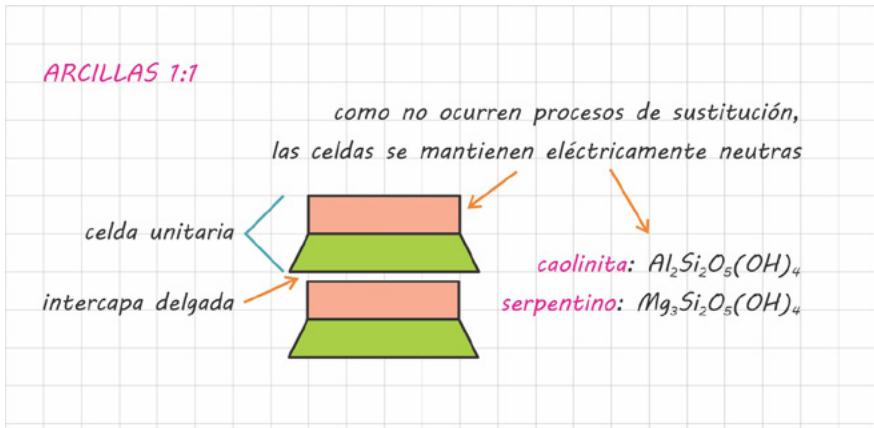 ARCILLAS 1:1
como no ocurren procesos de sustitución,
las celdas se mantienen eléctricamente neutras
celda unitaria
intercapa delgada
caolinita: Al₂Si₂O₅(OH)₄
serpentino: Mg₃Si₂O₅(OH)₄